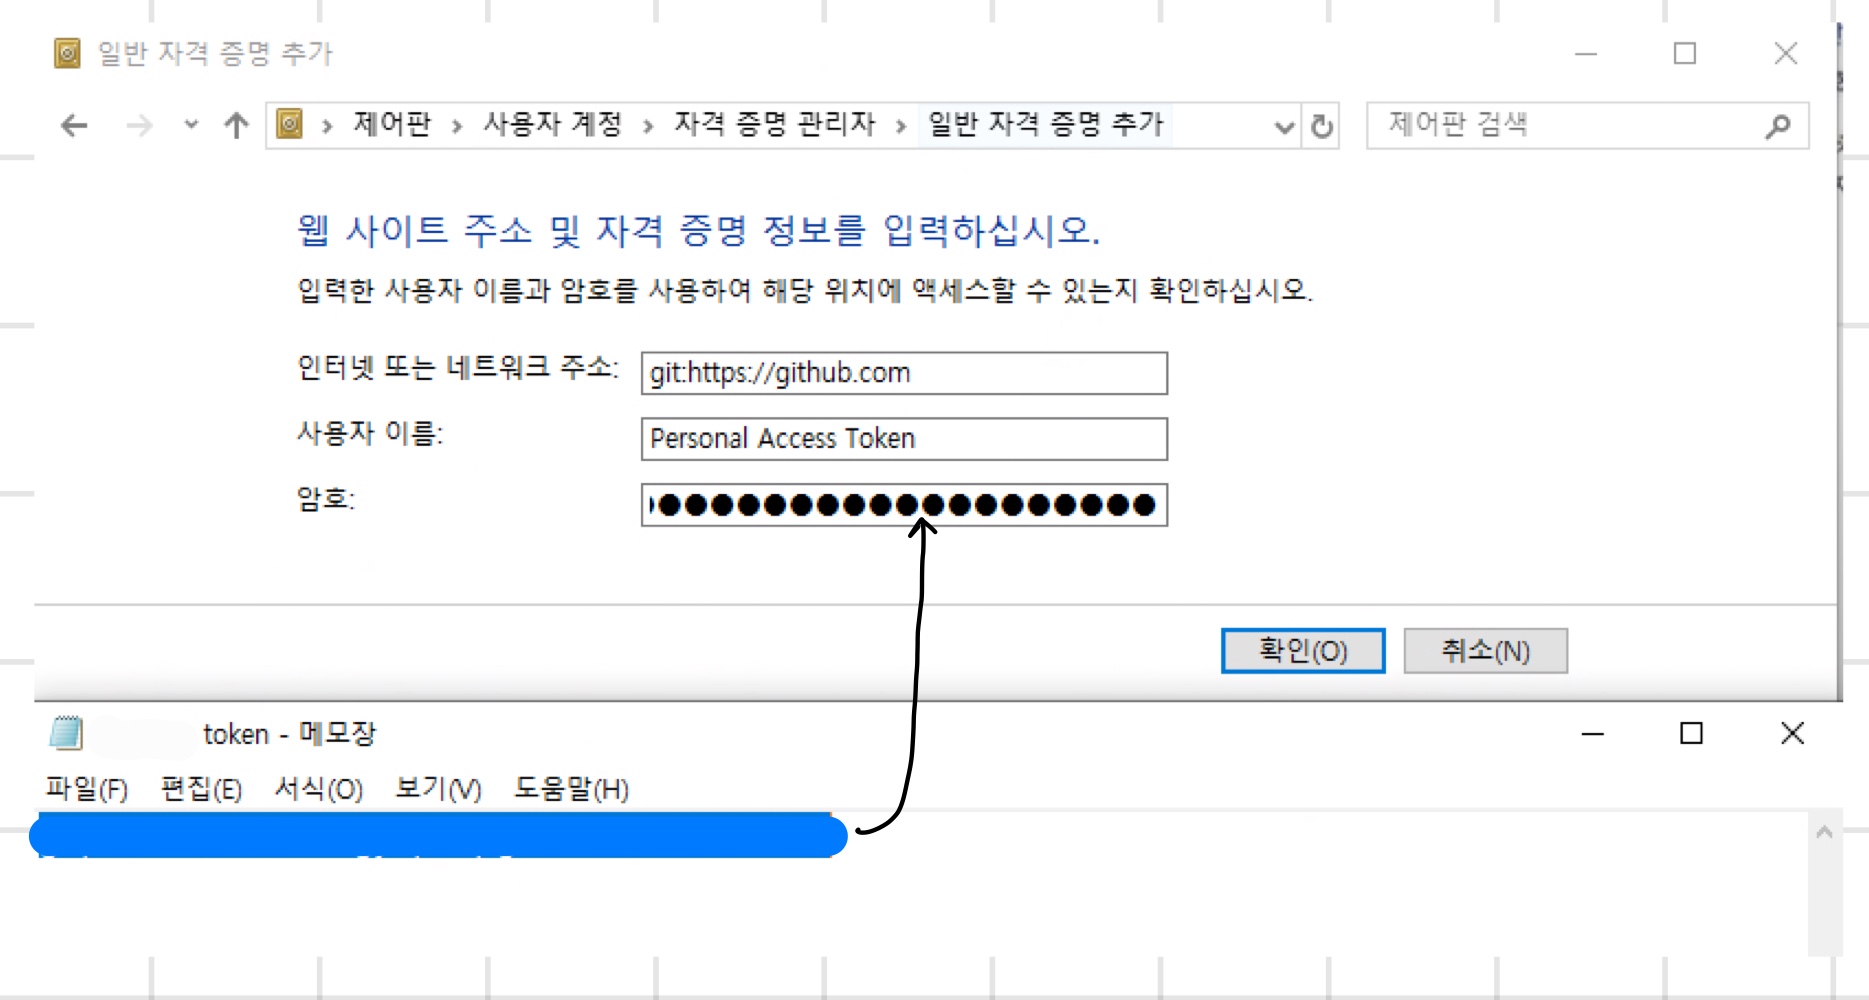 일반 자격 증명 추가
제어판 › 사용자 계정 › 자격 증명 관리자 › 일반 자격 증명 추가
제어판 검색
웹 사이트 주소 및 자격 증명 정보를 입력하십시오.
입력한 사용자 이름과 암호를 사용하여 해당 위치에 액세스할 수 있는지 확인하십시오.
인터넷 또는 네트워크 주소: git:https://github.com
사용자 이름: Personal Access Token
암호:
확인(O) 취소(N)
token - 메모장
파일(F) 편집(E) 서식(O) 보기(V) 도움말(H)